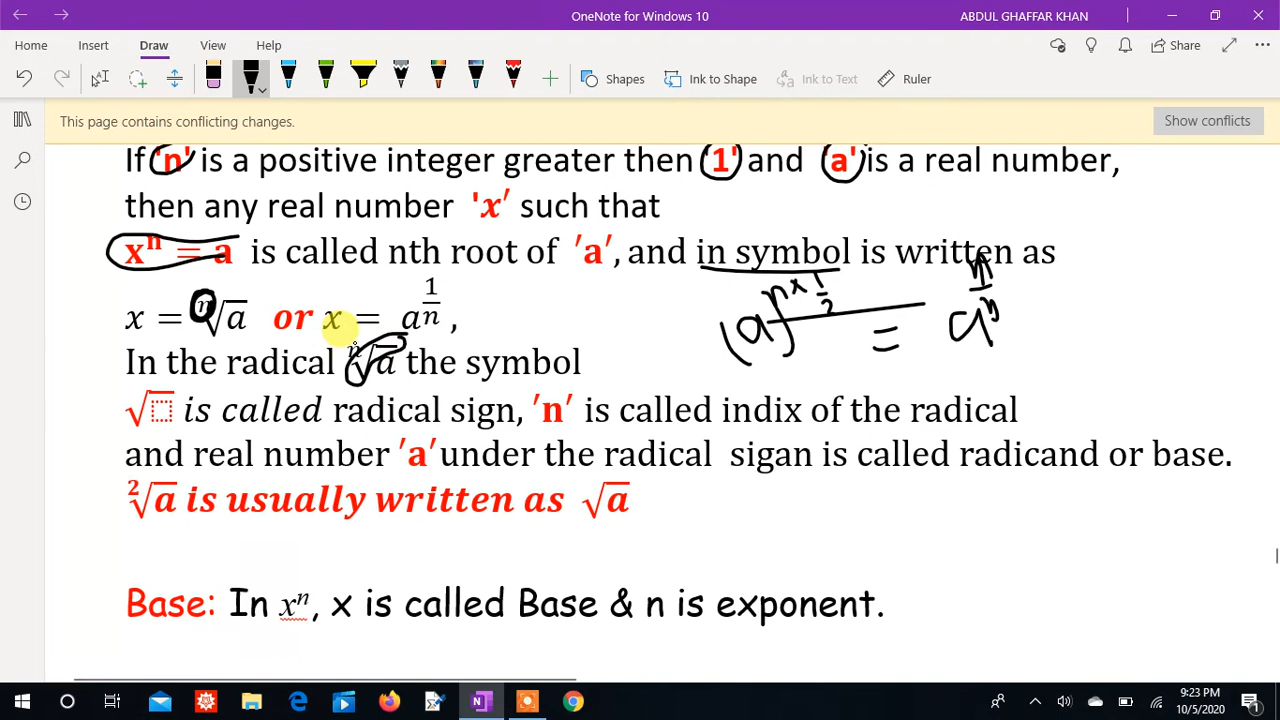 OneNote for Windows 10
ABDUL GHAFFAR KHAN
Home Insert Draw View Help
Share
Shapes Ink to Shape Ink to Text Ruler
This page contains conflicting changes.
Show conflicts
If 'n' is a positive integer greater then 1' and 'a' is a real number,
then any real number 'x' such that
xⁿ = a is called nth root of 'a', and in symbol is written as
x = ⁿ√a or x = a^(1/n),
In the radical ⁿ√a the symbol
√ is called radical sign, 'n' is called indix of the radical
and real number 'a' under the radical sigan is called radicand or base.
²√a is usually written as √a
Base: In xⁿ, x is called Base & n is exponent.
9:23 PM
10/5/2020